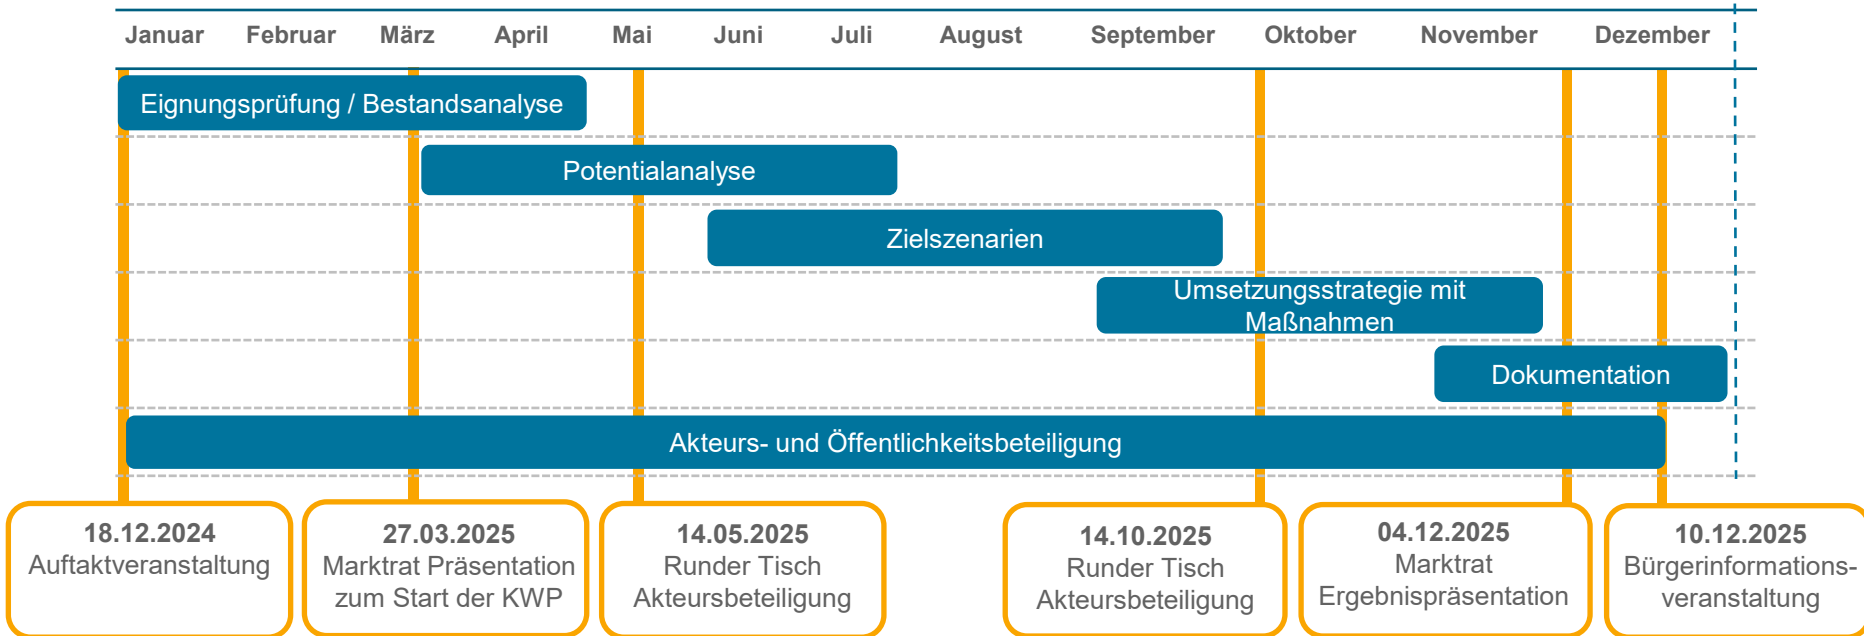 Januar Februar März April Mai Juni Juli August September Oktober November Dezember
Eignungsprüfung / Bestandsanalyse
Potentialanalyse
Zielszenarien
Umsetzungsstrategie mit
Maßnahmen
Dokumentation
Akteurs- und Öffentlichkeitsbeteiligung
18.12.2024
Auftaktveranstaltung
27.03.2025
Marktrat Präsentation
zum Start der KWP
14.05.2025
Runder Tisch
Akteursbeteiligung
14.10.2025
Runder Tisch
Akteursbeteiligung
04.12.2025
Marktrat
Ergebnispräsentation
10.12.2025
Bürgerinformations-
veranstaltung